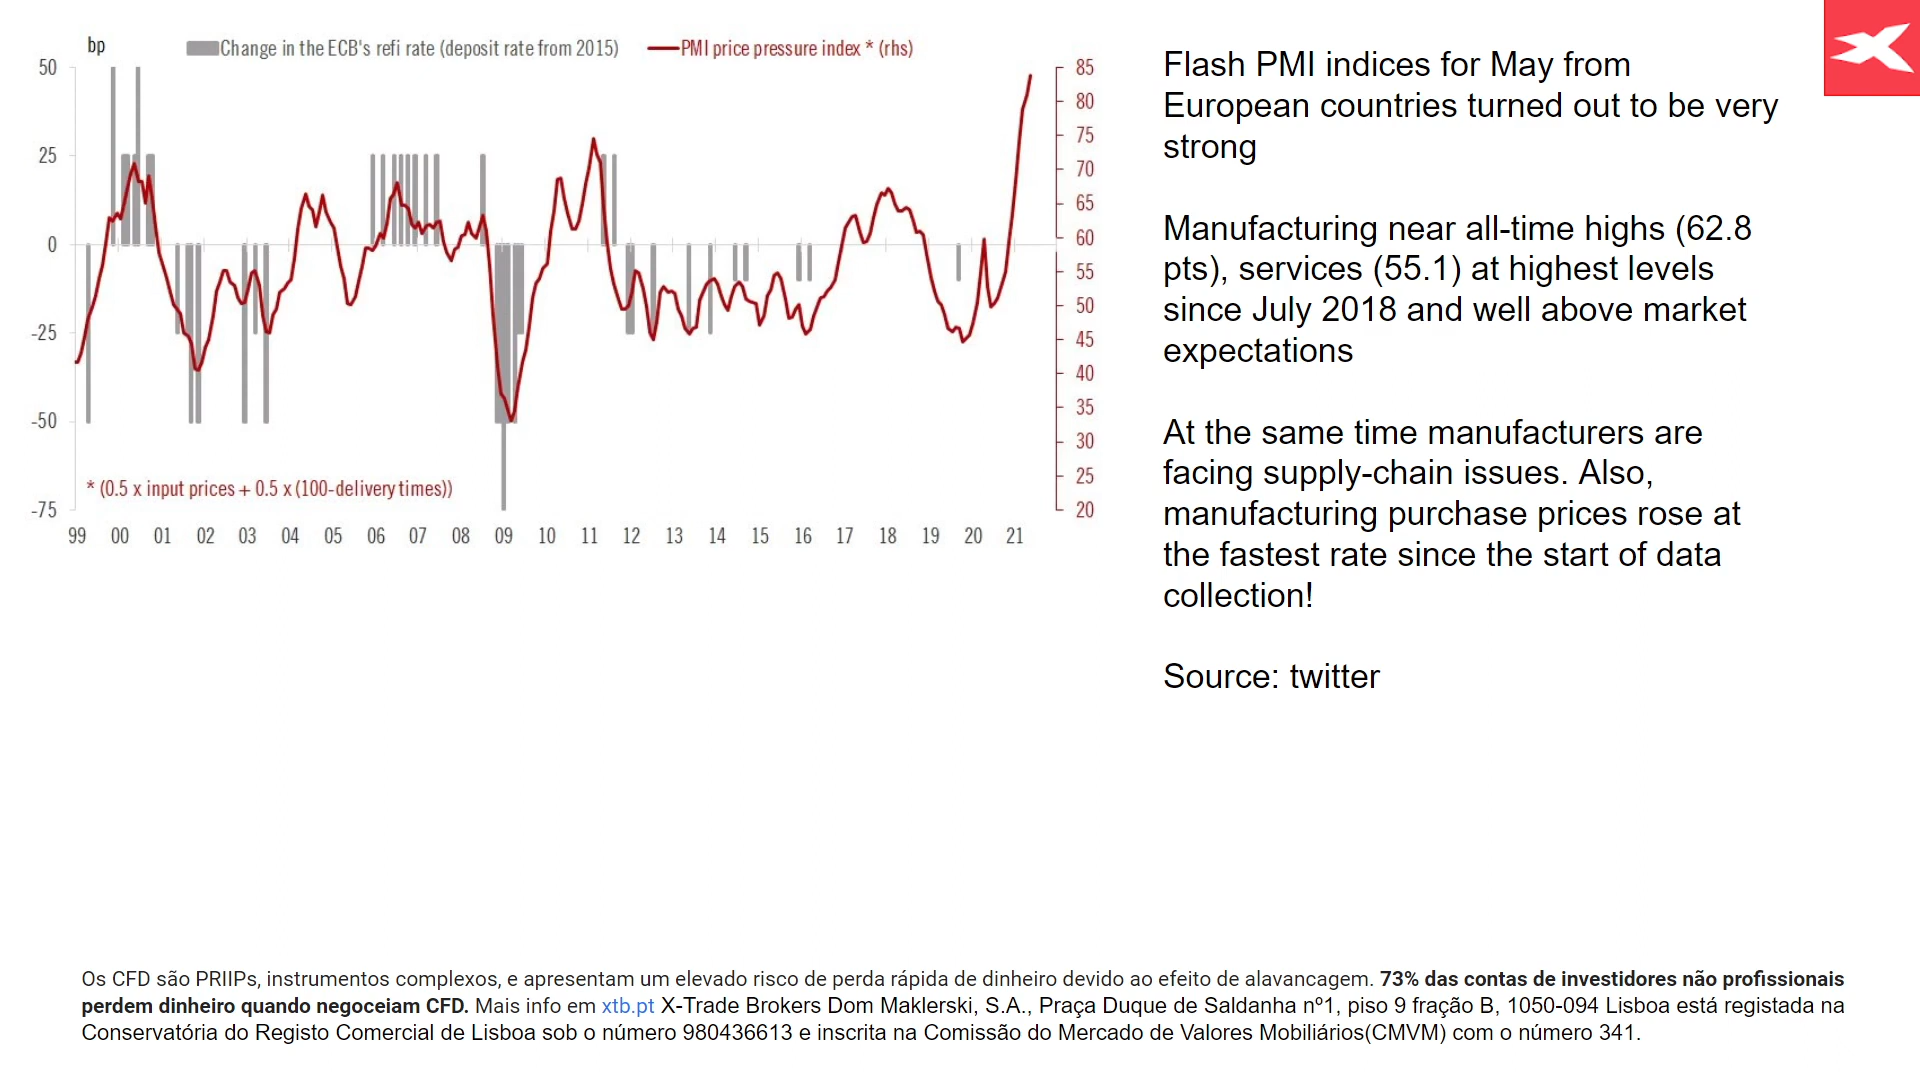 bp
Change in the ECB's refi rate (deposit rate from 2015)
PMI price pressure index * (rhs)
50
25
0
-25
-50
-75
85
80
75
70
65
60
55
50
45
40
35
30
25
20
* (0.5 x input prices + 0.5 x (100-delivery times))
99 00 01 02 03 04 05 06 07 08 09 10 11 12 13 14 15 16 17 18 19 20 21
Flash PMI indices for May from
European countries turned out to be very
strong
Manufacturing near all-time highs (62.8
pts), services (55.1) at highest levels
since July 2018 and well above market
expectations
At the same time manufacturers are
facing supply-chain issues. Also,
manufacturing purchase prices rose at
the fastest rate since the start of data
collection!
Source: twitter
Os CFD são PRIIPs, instrumentos complexos, e apresentam um elevado risco de perda rápida de dinheiro devido ao efeito de alavancagem. 73% das contas de investidores não profissionais
perdem dinheiro quando negoceiam CFD. Mais info em xtb.pt X-Trade Brokers Dom Maklerski, S.A., Praça Duque de Saldanha nº1, piso 9 fração B, 1050-094 Lisboa está registada na
Conservatória do Registo Comercial de Lisboa sob o número 980436613 e inscrita na Comissão do Mercado de Valores Mobiliários(CMVM) com o número 341.